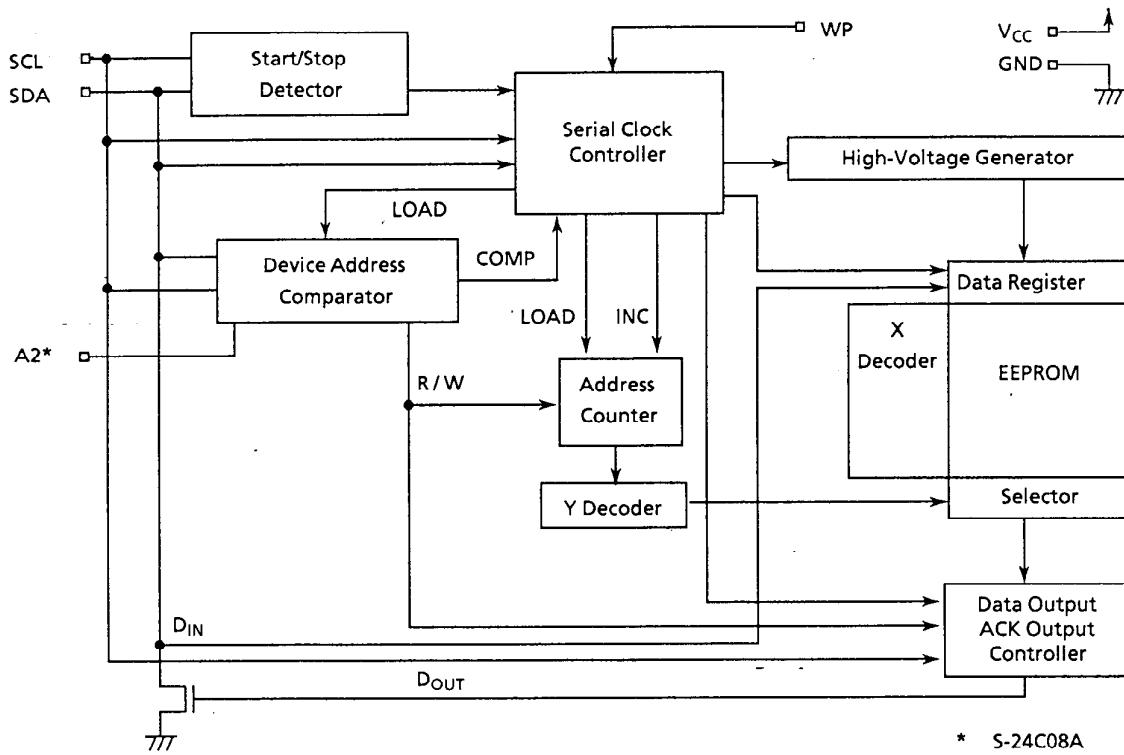 SCL
SDA
Start/Stop
Detector
WP
VCC
GND
Serial Clock
Controller
High-Voltage Generator
LOAD
Device Address
Comparator
COMP
Data Register
LOAD
INC
X
Decoder
EEPROM
A2*
R / W
Address
Counter
Y Decoder
Selector
Data Output
ACK Output
Controller
DIN
DOUT
* S-24C08A